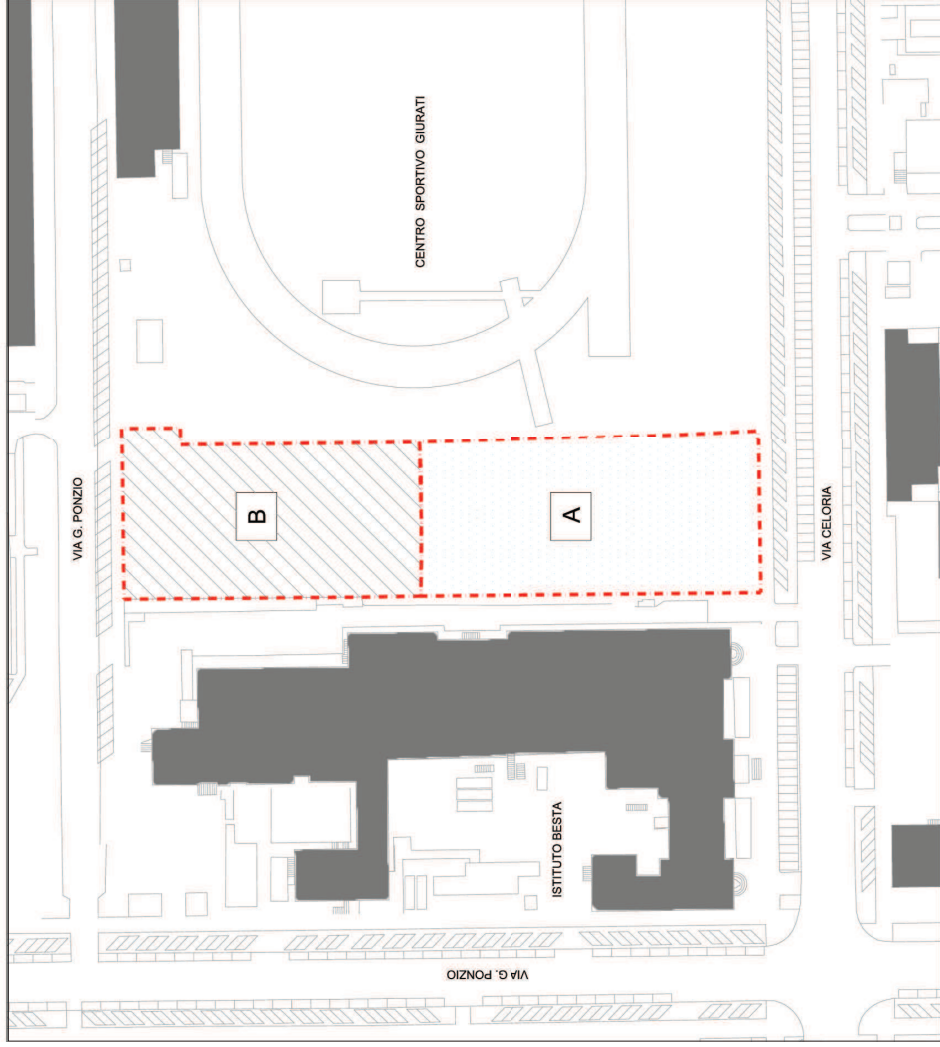 VIA G. PONZIO
CENTRO SPORTIVO GIURATI
B
A
VIA CELORIA
ISTITUTO BESTA
VIA G. PONZIO